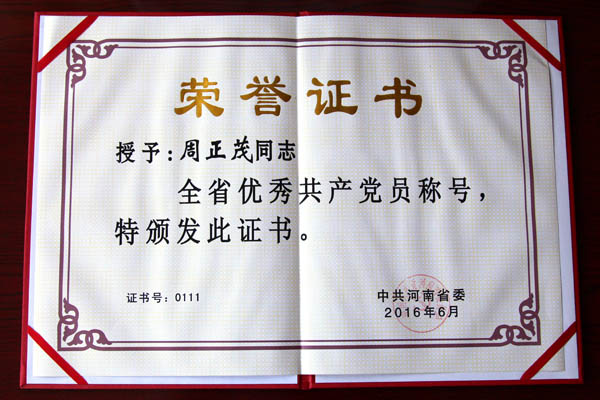 荣誉证书
授予：周正茂同志
全省优秀共产党员称号，
特颁发此证书。
证书号：0111
中共河南省委
2016年6月